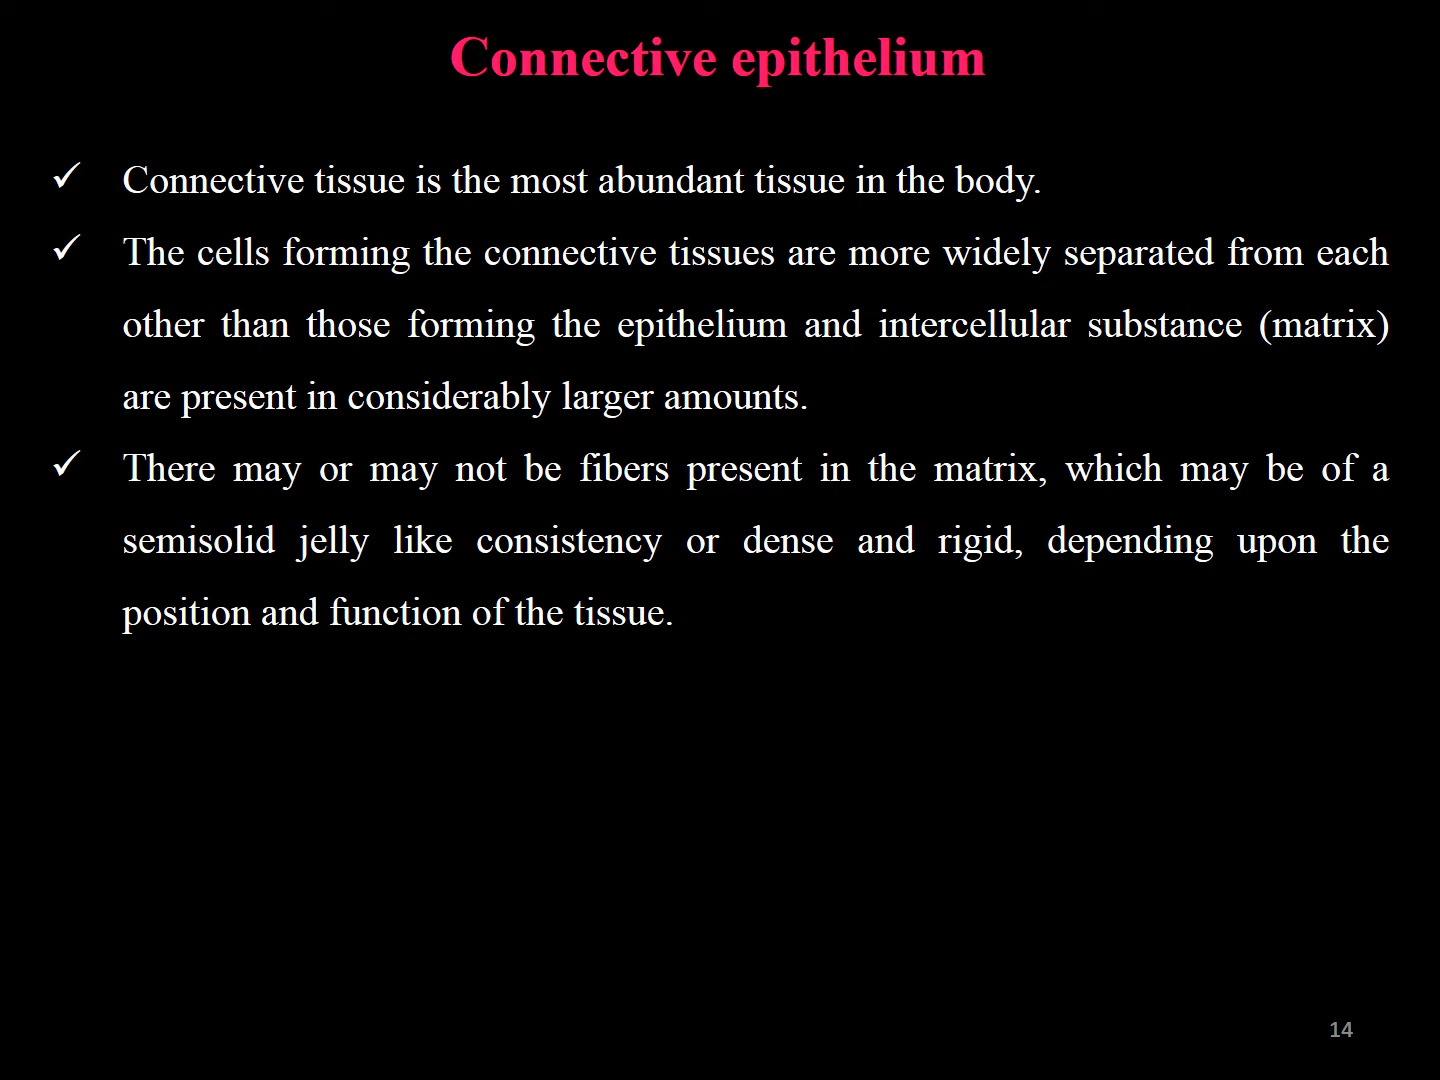 Connective epithelium
✓ Connective tissue is the most abundant tissue in the body.
✓ The cells forming the connective tissues are more widely separated from each
other than those forming the epithelium and intercellular substance (matrix)
are present in considerably larger amounts.
✓ There may or may not be fibers present in the matrix, which may be of a
semisolid jelly like consistency or dense and rigid, depending upon the
position and function of the tissue.
14